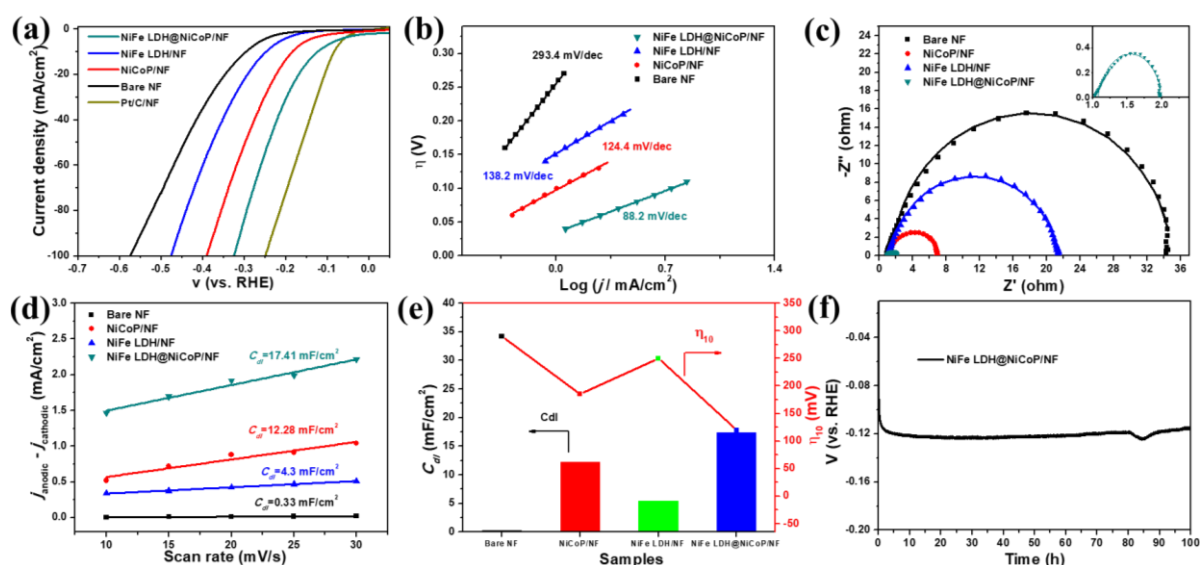 (a)
NiFe LDH@NiCoP/NF
NiFe LDH/NF
NiCoP/NF
Bare NF
Pt/C/NF
Current density (mA/cm²)
0
-20
-40
-60
-80
-100
-0.7 -0.6 -0.5 -0.4 -0.3 -0.2 -0.1 0.0
v (vs. RHE)
(b)
NiFe LDH@NiCoP/NF
NiFe LDH/NF
NiCoP/NF
Bare NF
293.4 mV/dec
124.4 mV/dec
138.2 mV/dec
88.2 mV/dec
η (V)
0.30
0.25
0.20
0.15
0.10
0.05
0.00
0.0 0.7 1.4
Log (j/ mA/cm²)
(c)
Bare NF
NiCoP/NF
NiFe LDH/NF
NiFe LDH@NiCoP/NF
0.4
0.2
0.0
1.0 1.5 2.0
-Z'' (ohm)
24
22
20
18
16
14
12
10
8
6
4
2
0
0 4 8 12 16 20 24 28 32 36
Z' (ohm)
(d)
Bare NF
NiCoP/NF
NiFe LDH/NF
NiFe LDH@NiCoP/NF
Cdl=17.41 mF/cm²
Cdl=12.28 mF/cm²
Cdl=4.3 mF/cm²
Cdl=0.33 mF/cm²
janodic - jcathodic (mA/cm²)
3.0
2.5
2.0
1.5
1.0
0.5
0.0
10 15 20 25 30
Scan rate (mV/s)
(e)
η10
Cdl
Cdl (mF/cm²)
40
35
30
25
20
15
10
5
0
350
300
250
200
150
100
50
0
-50
η10 (mV)
Bare NF NiCoP/NF NiFe LDH/NF NiFe LDH@NiCoP/NF
Samples
(f)
NiFe LDH@NiCoP/NF
V (vs. RHE)
-0.04
-0.08
-0.12
-0.16
-0.20
0 10 20 30 40 50 60 70 80 90 100
Time (h)